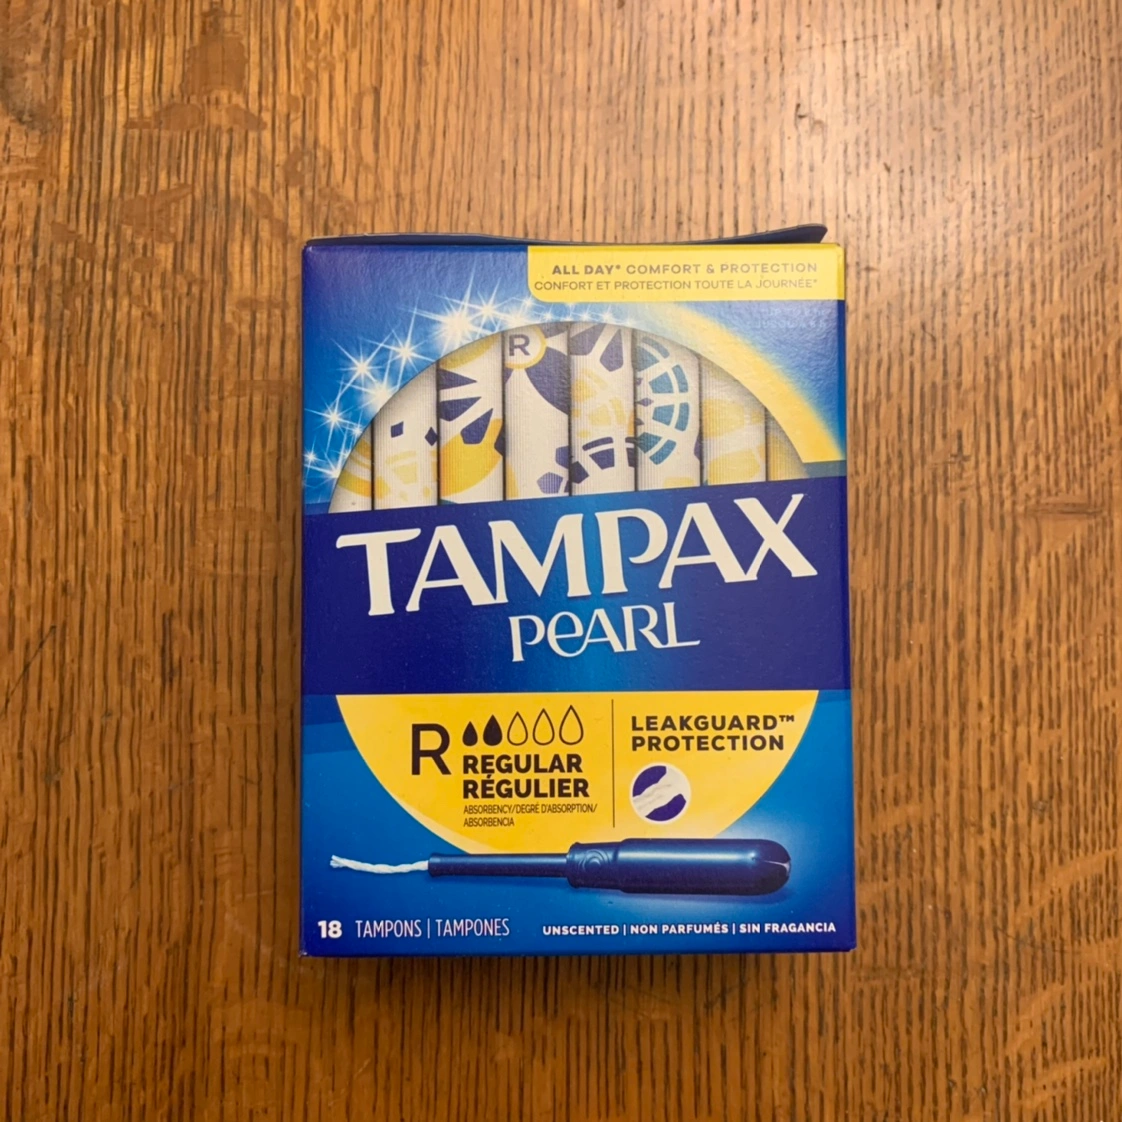 ALL DAY* COMFORT & PROTECTION
CONFORT ET PROTECTION TOUTE LA JOURNÉE*
R
TAMPAX
PEARL
R
REGULAR
RÉGULIER
ABSORBENCY/DEGRÉ D'ABSORPTION/
ABSORBENCIA
LEAKGUARD™
PROTECTION
18 TAMPONS | TAMPONES
UNSCENTED | NON PARFUMÉS | SIN FRAGANCIA